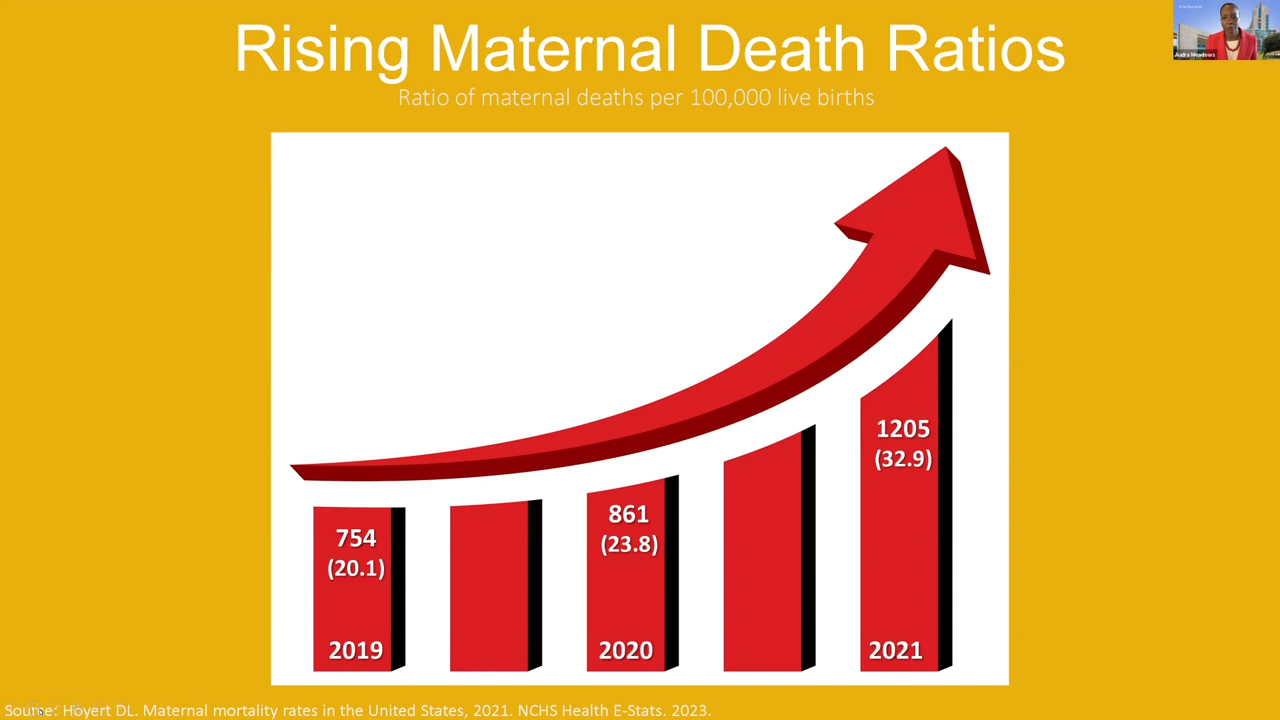 Rising Maternal Death Ratios
Ratio of maternal deaths per 100,000 live births
Audra Meadows
754
(20.1)
2019
861
(23.8)
2020
1205
(32.9)
2021
Source: Hoyert DL. Maternal mortality rates in the United States, 2021. NCHS Health E-Stats. 2023.